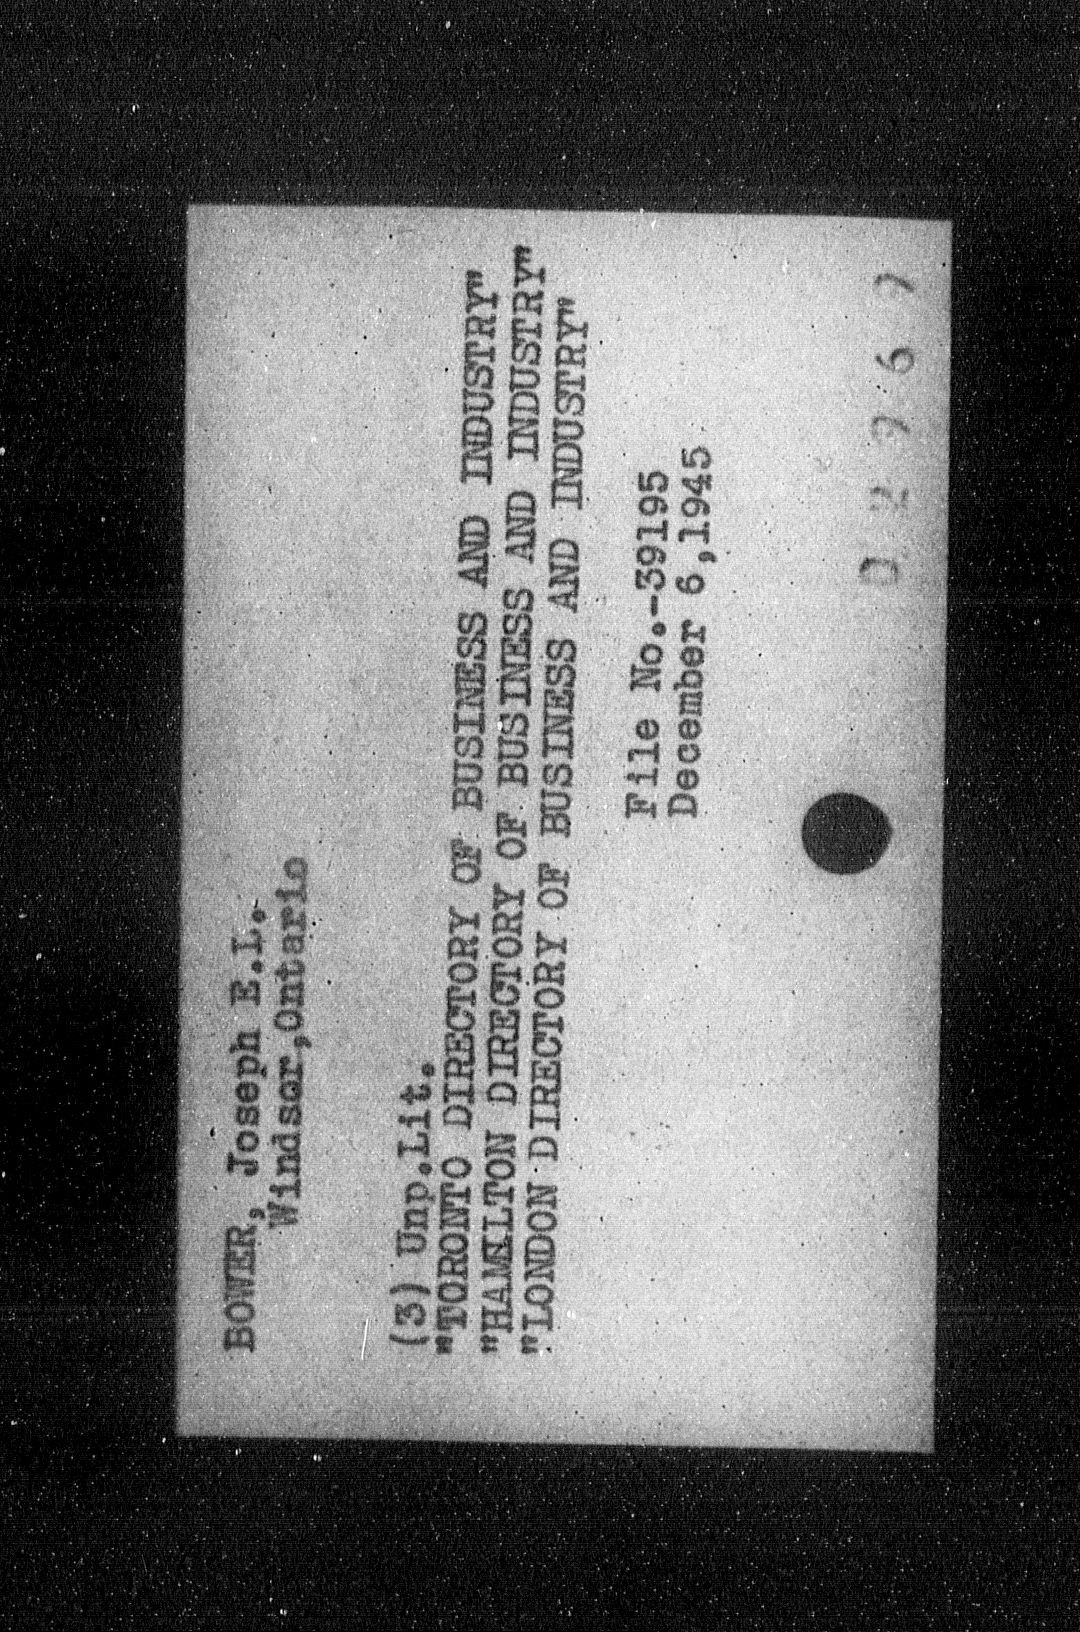 BOWER, Joseph E.L.
Windsor,Ontario
(3) Unp.Lit.
"TORONTO DIRECTORY OF BUSINESS AND INDUSTRY"
"HAMILTON DIRECTORY OF BUSINESS AND INDUSTRY"
"LONDON DIRECTORY OF BUSINESS AND INDUSTRY"
File No.-39195
December 6,1945